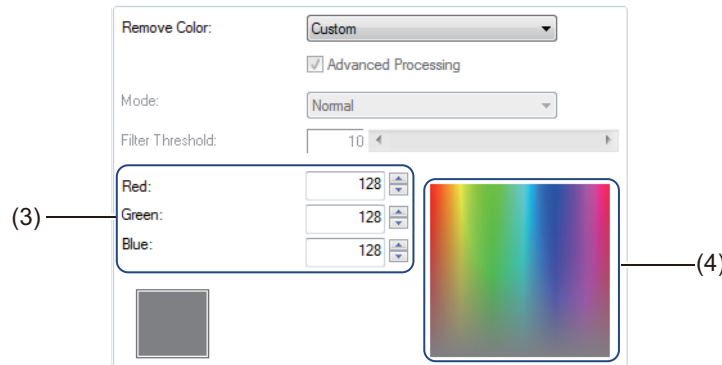 Remove Color: Custom
Advanced Processing
Mode: Normal
Filter Threshold: 10
Red: 128
(3) Green: 128
Blue: 128
(4)